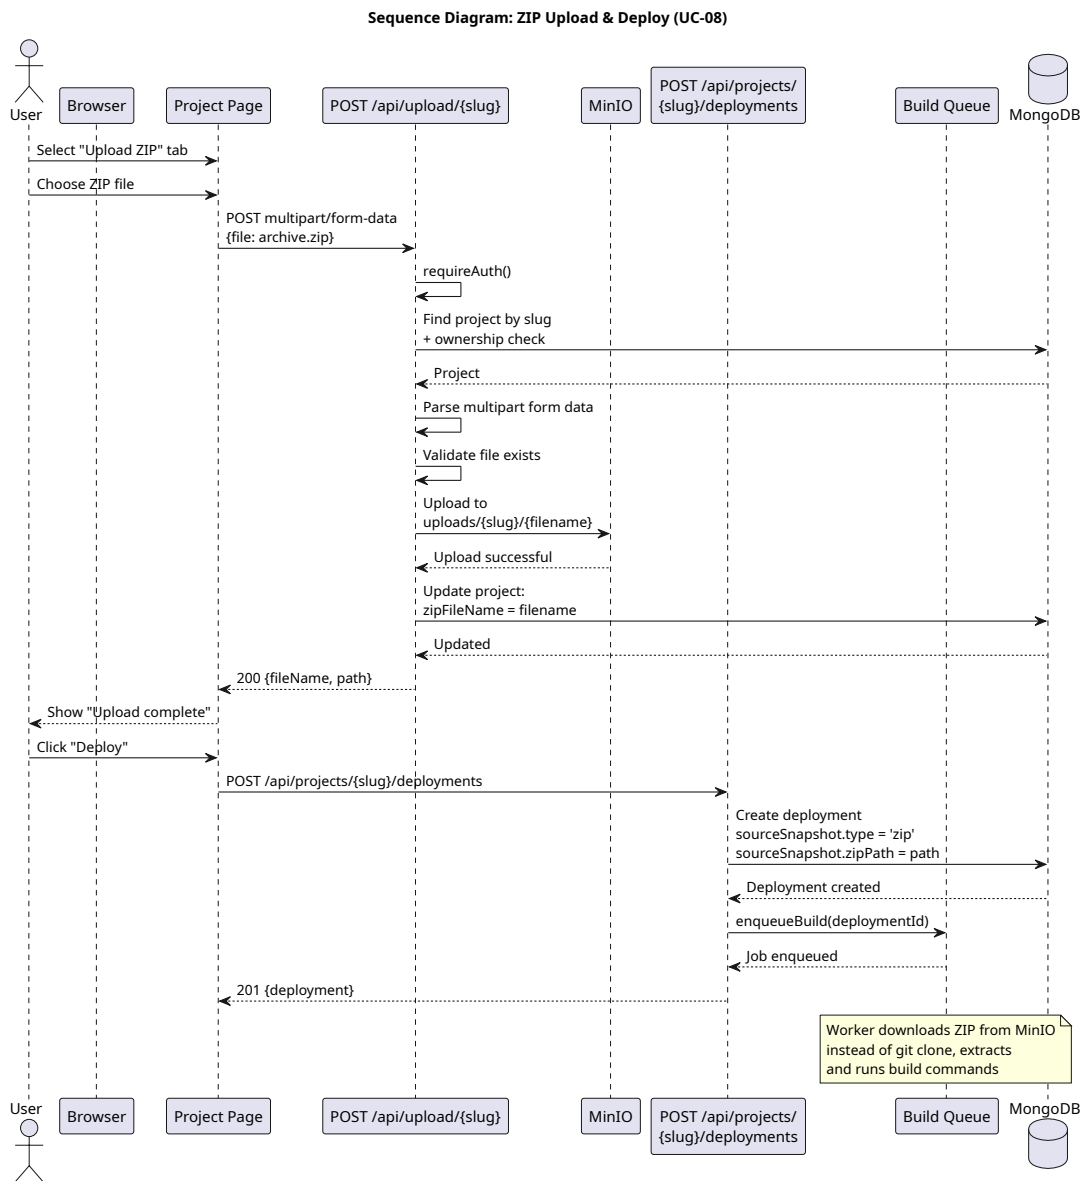 Sequence Diagram: ZIP Upload & Deploy (UC-08)
User
Browser
Project Page
POST /api/upload/{slug}
MinIO
POST /api/projects/
{slug}/deployments
Build Queue
MongoDB
Select "Upload ZIP" tab
Choose ZIP file
POST multipart/form-data
{file: archive.zip}
requireAuth()
Find project by slug
+ ownership check
Project
Parse multipart form data
Validate file exists
Upload to
uploads/{slug}/{filename}
Upload successful
Update project:
zipFileName = filename
Updated
200 {fileName, path}
Show "Upload complete"
Click "Deploy"
POST /api/projects/{slug}/deployments
Create deployment
sourceSnapshot.type = 'zip'
sourceSnapshot.zipPath = path
Deployment created
enqueueBuild(deploymentId)
Job enqueued
201 {deployment}
Worker downloads ZIP from MinIO
instead of git clone, extracts
and runs build commands
User
Browser
Project Page
POST /api/upload/{slug}
MinIO
POST /api/projects/
{slug}/deployments
Build Queue
MongoDB